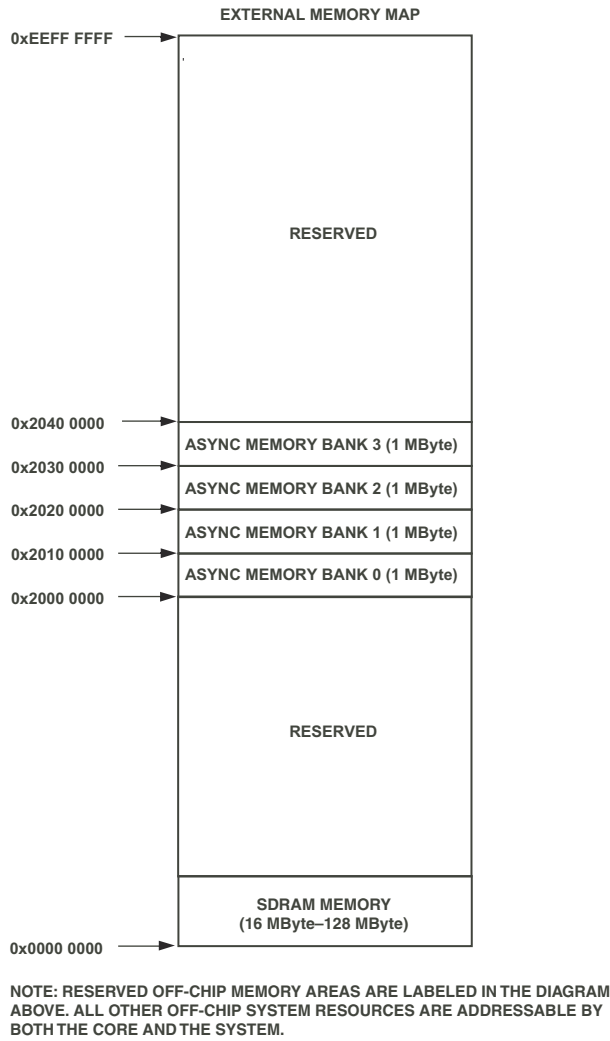 EXTERNAL MEMORY MAP
0xEEFF FFFF
RESERVED
0x2040 0000
ASYNC MEMORY BANK 3 (1 MByte)
0x2030 0000
ASYNC MEMORY BANK 2 (1 MByte)
0x2020 0000
ASYNC MEMORY BANK 1 (1 MByte)
0x2010 0000
ASYNC MEMORY BANK 0 (1 MByte)
0x2000 0000
RESERVED
SDRAM MEMORY
(16 MByte–128 MByte)
0x0000 0000
NOTE: RESERVED OFF-CHIP MEMORY AREAS ARE LABELED IN THE DIAGRAM
ABOVE. ALL OTHER OFF-CHIP SYSTEM RESOURCES ARE ADDRESSABLE BY
BOTH THE CORE AND THE SYSTEM.